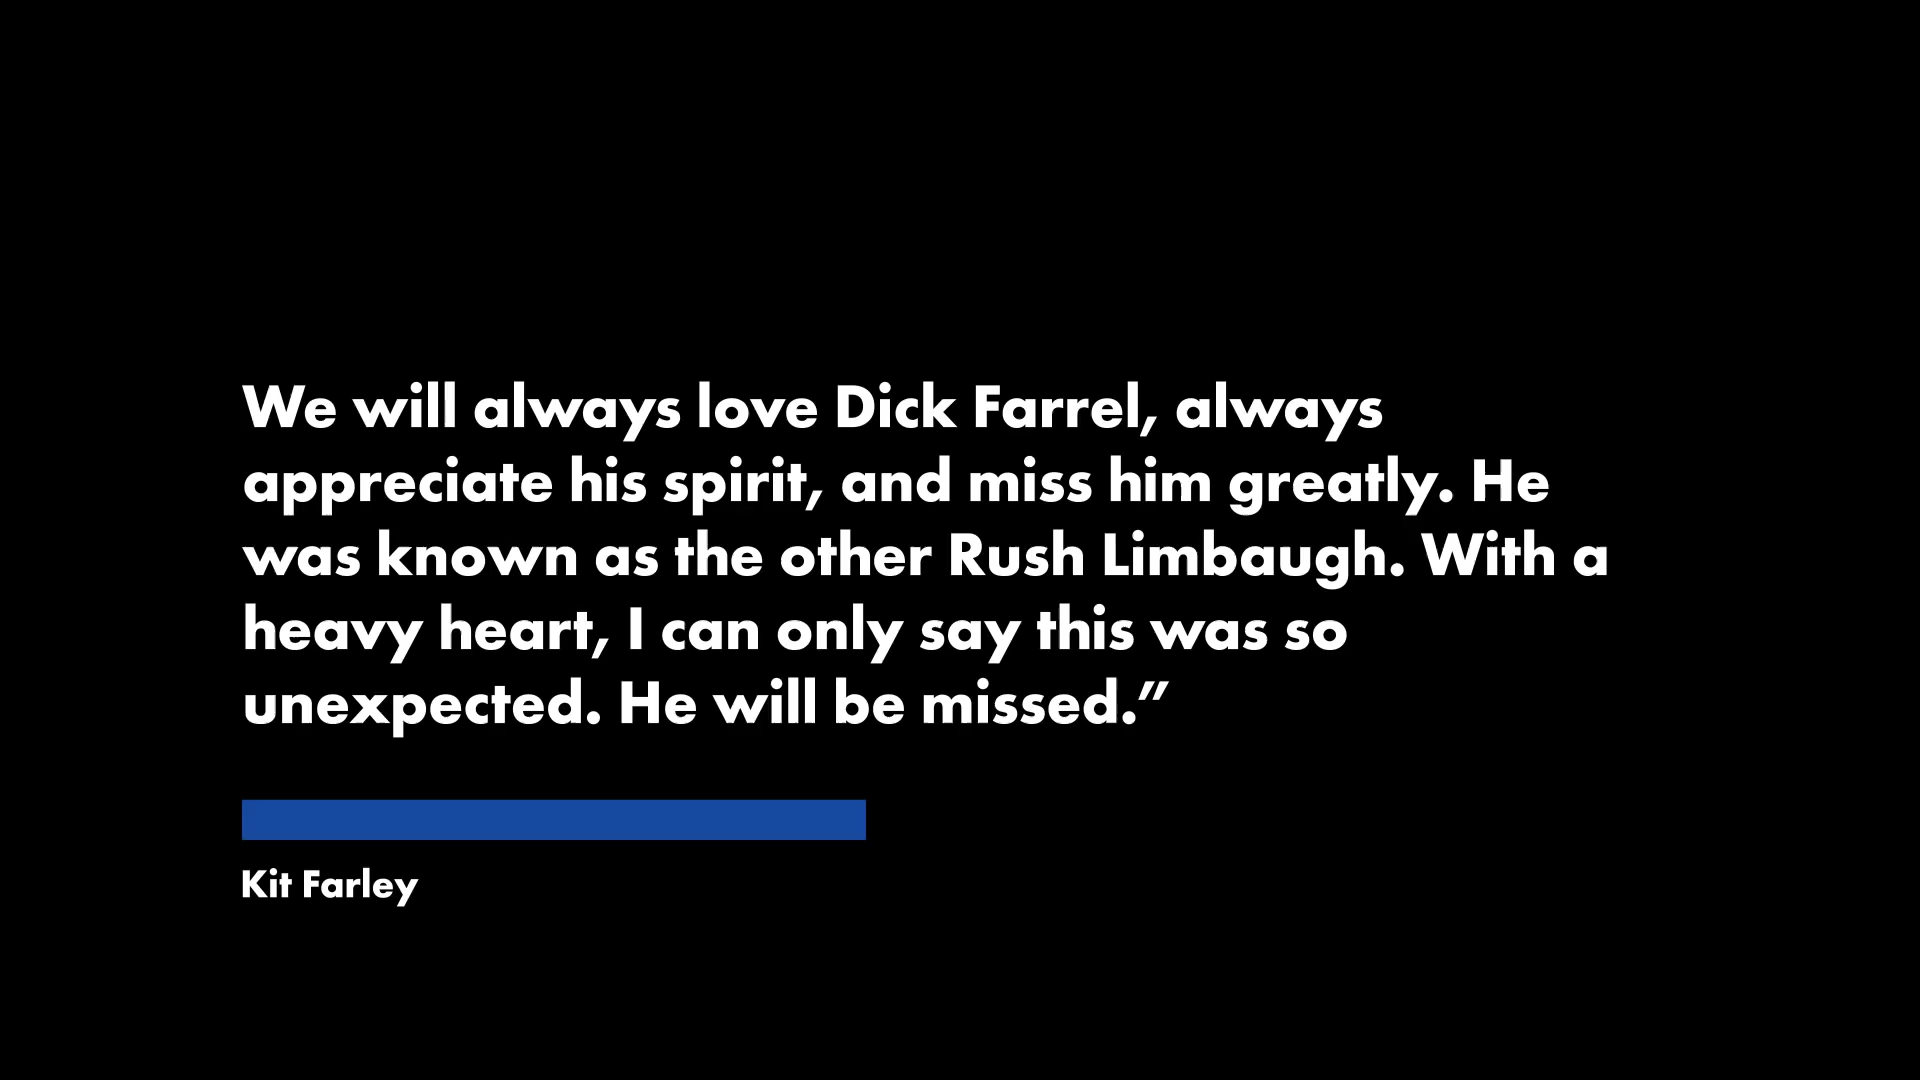 We will always love Dick Farrel, always
appreciate his spirit, and miss him greatly. He
was known as the other Rush Limbaugh. With a
heavy heart, I can only say this was so
unexpected. He will be missed.”
Kit Farley